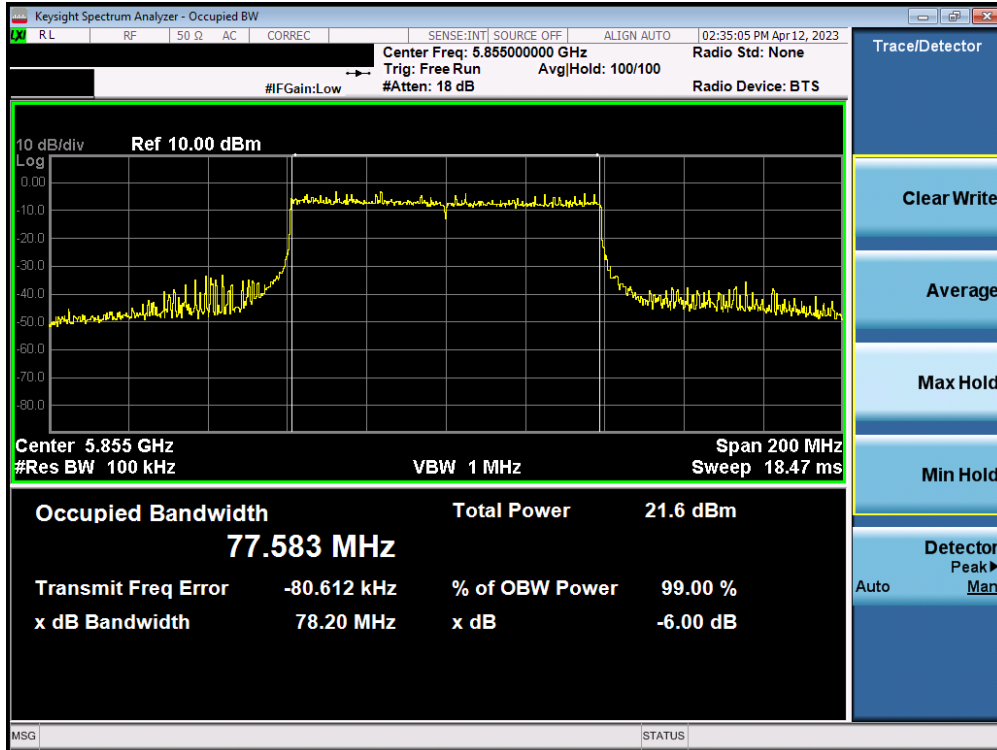 Keysight Spectrum Analyzer - Occupied BW
LXI RL RF 50 Ω AC CORREC SENSE:INT SOURCE OFF ALIGN AUTO 02:35:05 PM Apr 12, 2023
Center Freq: 5.855000000 GHz Radio Std: None
Trig: Free Run Avg|Hold: 100/100
#IFGain:Low #Atten: 18 dB Radio Device: BTS
10 dB/div Ref 10.00 dBm
Log
0.00
-10.0
-20.0
-30.0
-40.0
-50.0
-60.0
-70.0
-80.0
Center 5.855 GHz Span 200 MHz
#Res BW 100 kHz VBW 1 MHz Sweep 18.47 ms
Occupied Bandwidth Total Power 21.6 dBm
77.583 MHz
Transmit Freq Error -80.612 kHz % of OBW Power 99.00 %
x dB Bandwidth 78.20 MHz x dB -6.00 dB
MSG STATUS
Trace/Detector
Clear Write
Average
Max Hold
Min Hold
Detector
Peak▶
Auto Man